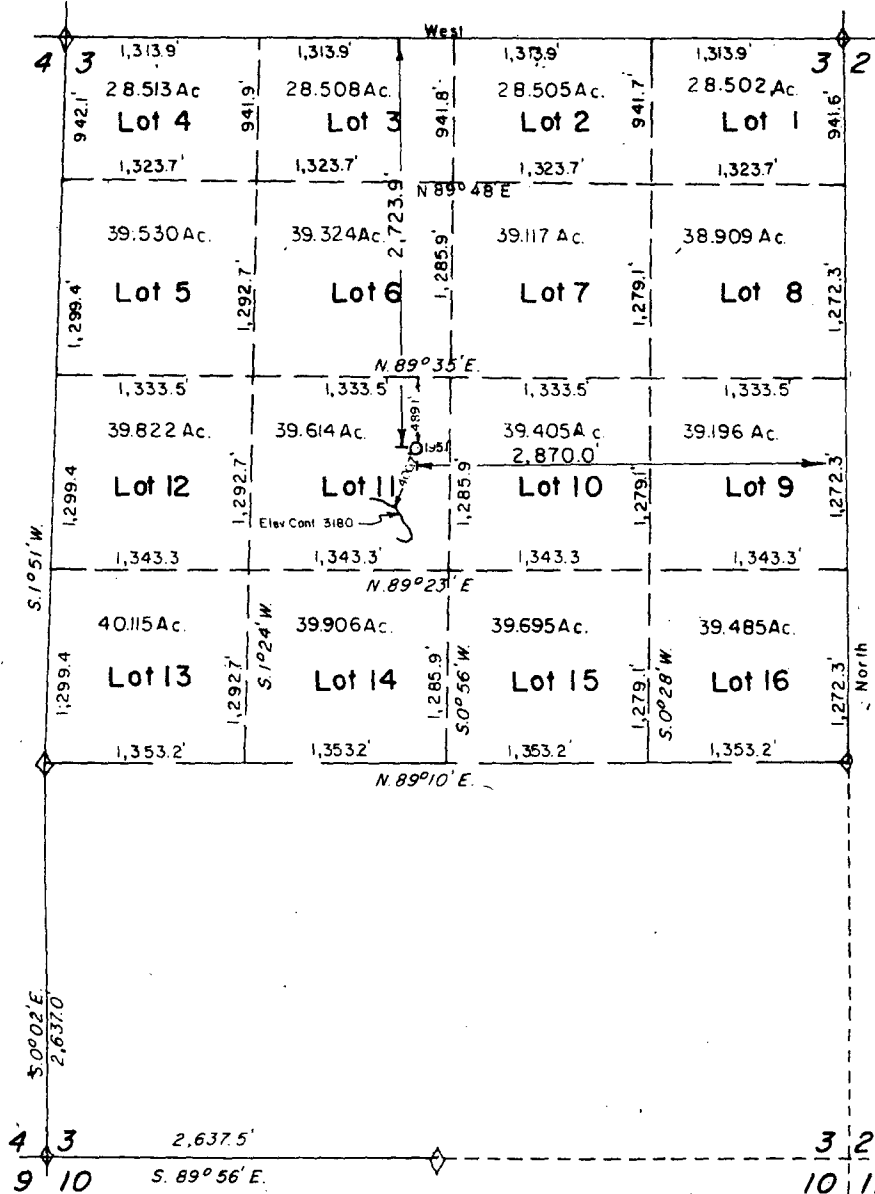 West
4 3
3 2
1,313.9' 1,313.9' 1,313.9' 1,313.9'
28.513 Ac 28.508 Ac. 28.505 Ac. 28.502 Ac.
942.1' 941.9' 941.8' 941.7' 941.6'
Lot 4 Lot 3 Lot 2 Lot 1
1,323.7' 1,323.7' 1,323.7' 1,323.7'
N 89° 48' E
2,723.9'
39.530 Ac. 39.324 Ac. 39.117 Ac. 38.909 Ac.
Lot 5 Lot 6 Lot 7 Lot 8
1,299.4' 1,292.7' 1,285.9' 1,279.1' 1,272.3'
N. 89° 35' E.
1,333.5' 1,333.5' 1,333.5' 1,333.5'
489.1'
39.822 Ac. 39.614 Ac. 39.405 Ac. 39.196 Ac.
195.1
2,870.0'
Lot 12 Lot 11 Lot 10 Lot 9
1,299.4 1,292.7' 1,285.9' 1,279.1' 1,272.3'
Elev Cont 3180
S. 1° 51' W.
1,343.3 1,343.3' 1,343.3 1,343.3'
N. 89° 23' E
40.115 Ac. 39.906 Ac. 39.695 Ac. 39.485 Ac.
Lot 13 Lot 14 Lot 15 Lot 16
1,299.4 1,292.7' S. 1° 24' W. 1,285.9' S. 0° 56' W. 1,279.1' S. 0° 28' W. 1,272.3' North
1,353.2' 1,353.2' 1,353.2' 1,353.2'
N. 89° 10' E.
S. 0° 02' E.
2,637.0'
4 3
2,637.5'
3 2
9 10
S. 89° 56' E.
10 1